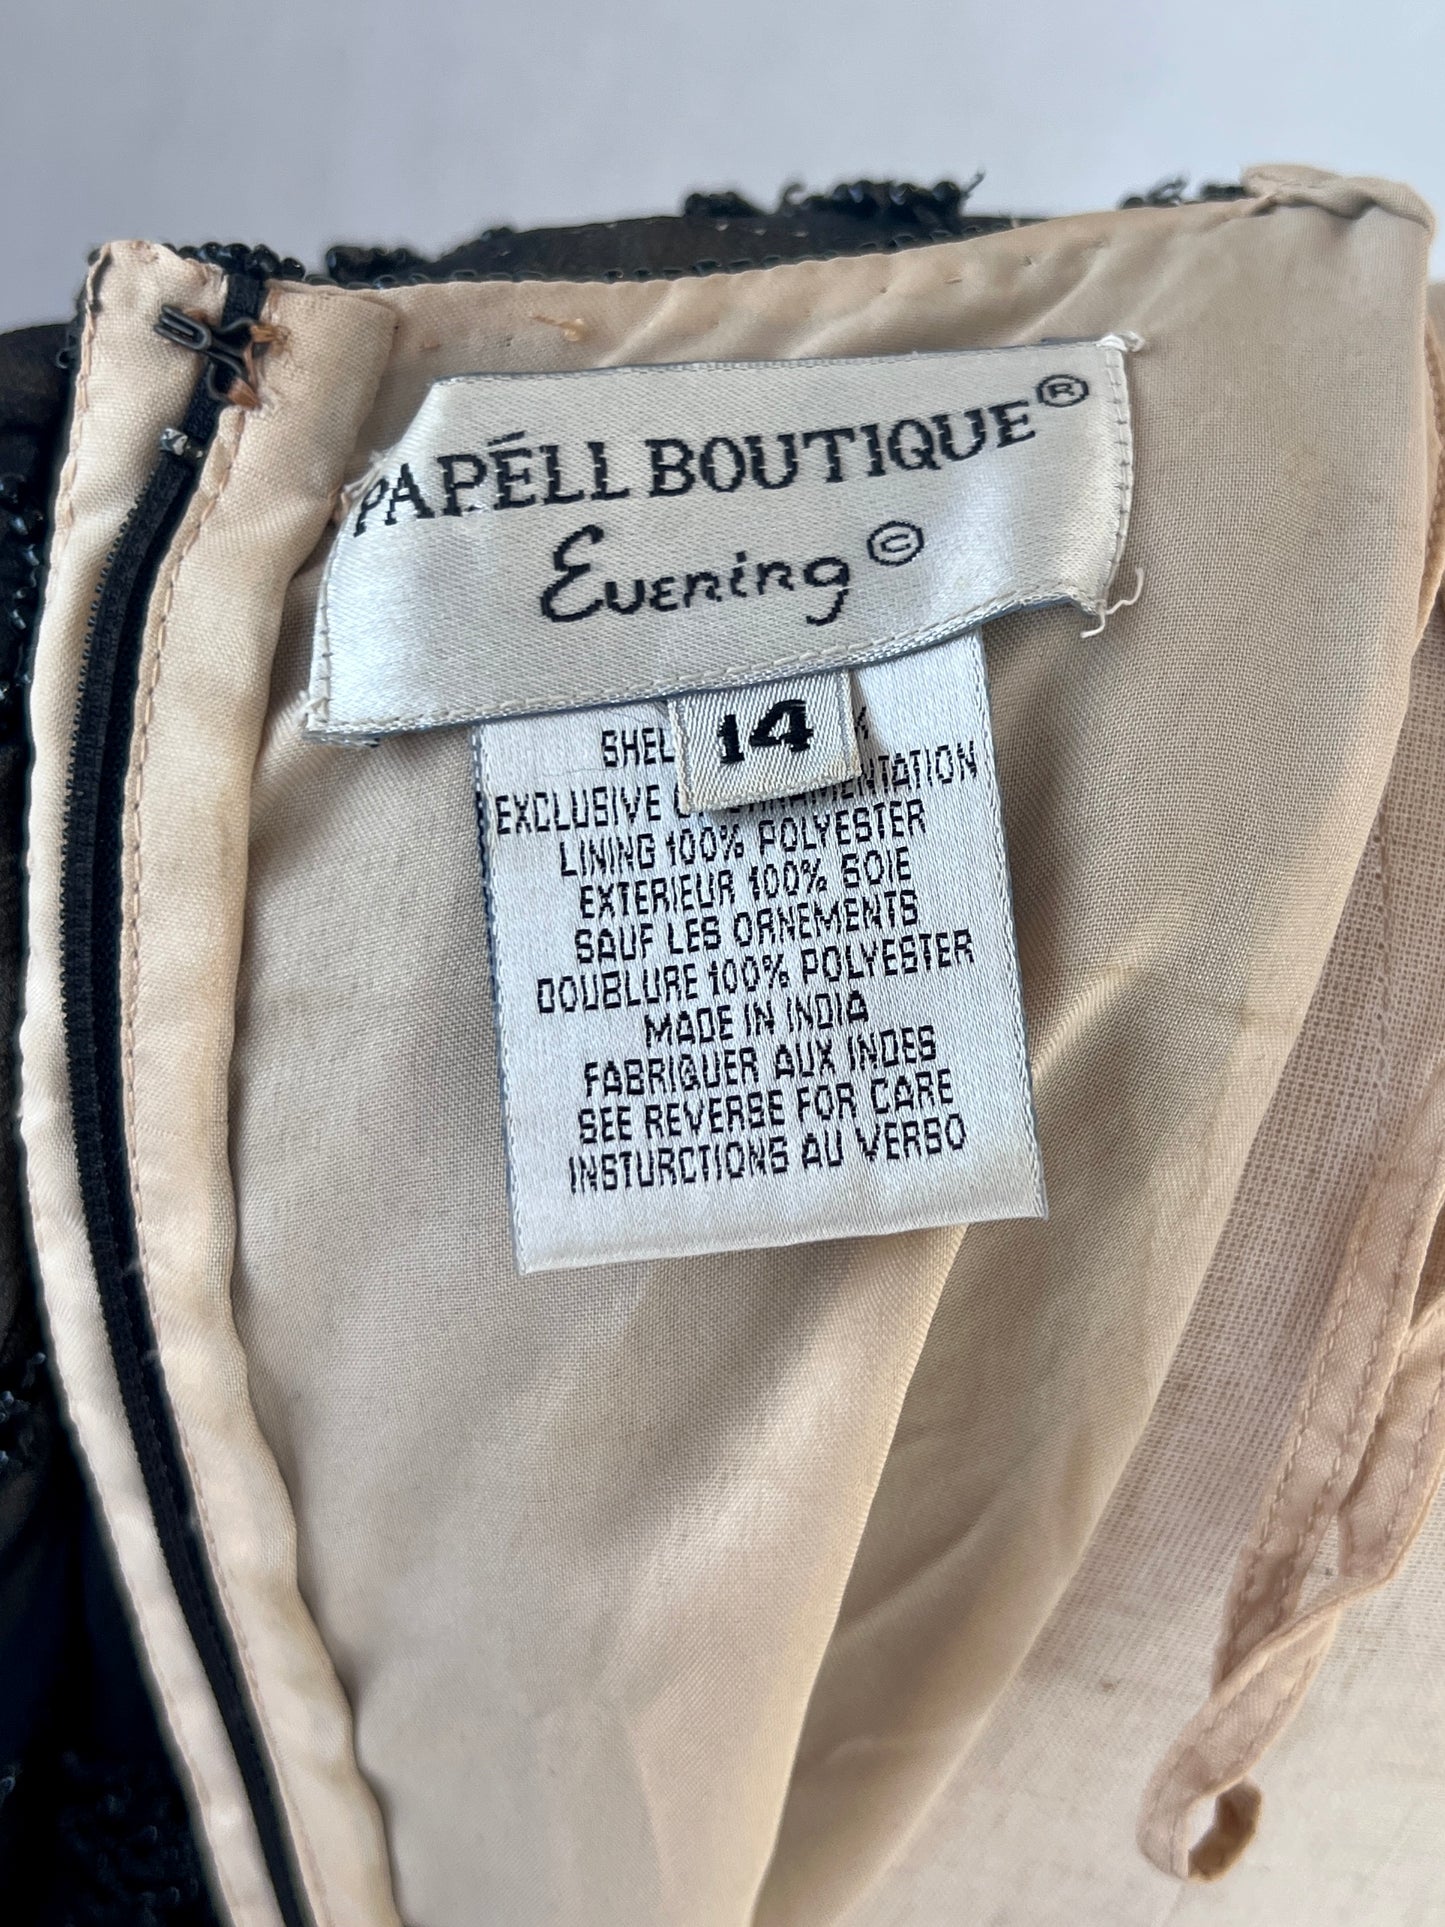 PAPÉLL BOUTIQUE®
Evening ©
14
SHEL
EXCLUSIVE
LINING 100% POLYESTER
EXTERIEUR 100% SOIE
SAUF LES ORNEMENTS
DOUBLURE 100% POLYESTER
MADE IN INDIA
FABRIQUER AUX INDES
SEE REVERSE FOR CARE
INSTURCTIONS AU VERSO